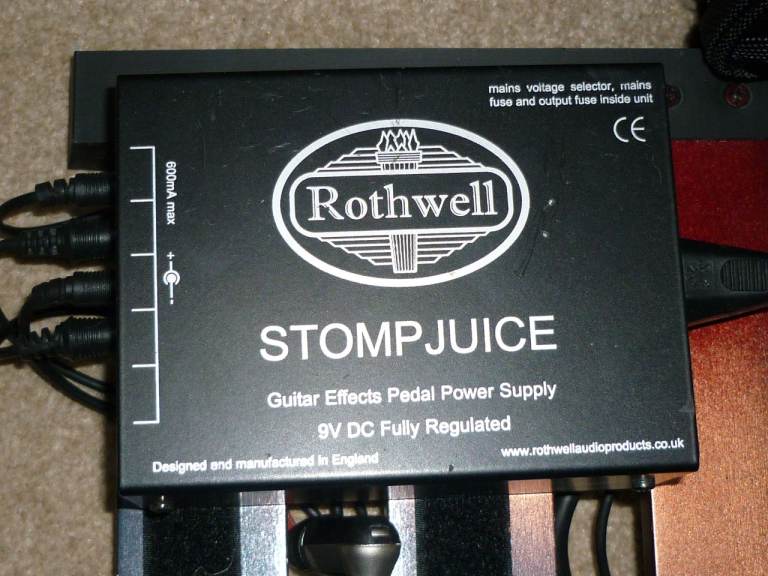 mains voltage selector, mains
fuse and output fuse inside unit
CE
600mA max
+ -
Rothwell
STOMPJUICE
Guitar Effects Pedal Power Supply
9V DC Fully Regulated
Designed and manufactured in England
www.rothwellaudioproducts.co.uk